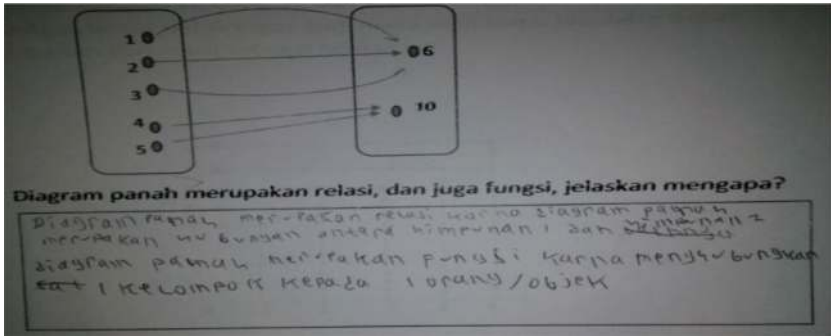 1
2
3
4
5
6
10
Diagram panah merupakan relasi, dan juga fungsi, jelaskan mengapa?
Diagram panah merupakan relasi karna diagram panah
merupakan hubungan antara himpunan 1 dan himpunan 2
diagram panah merupakan fungsi karna menghubungkan
1 kelompok kepada 1 orang/objek